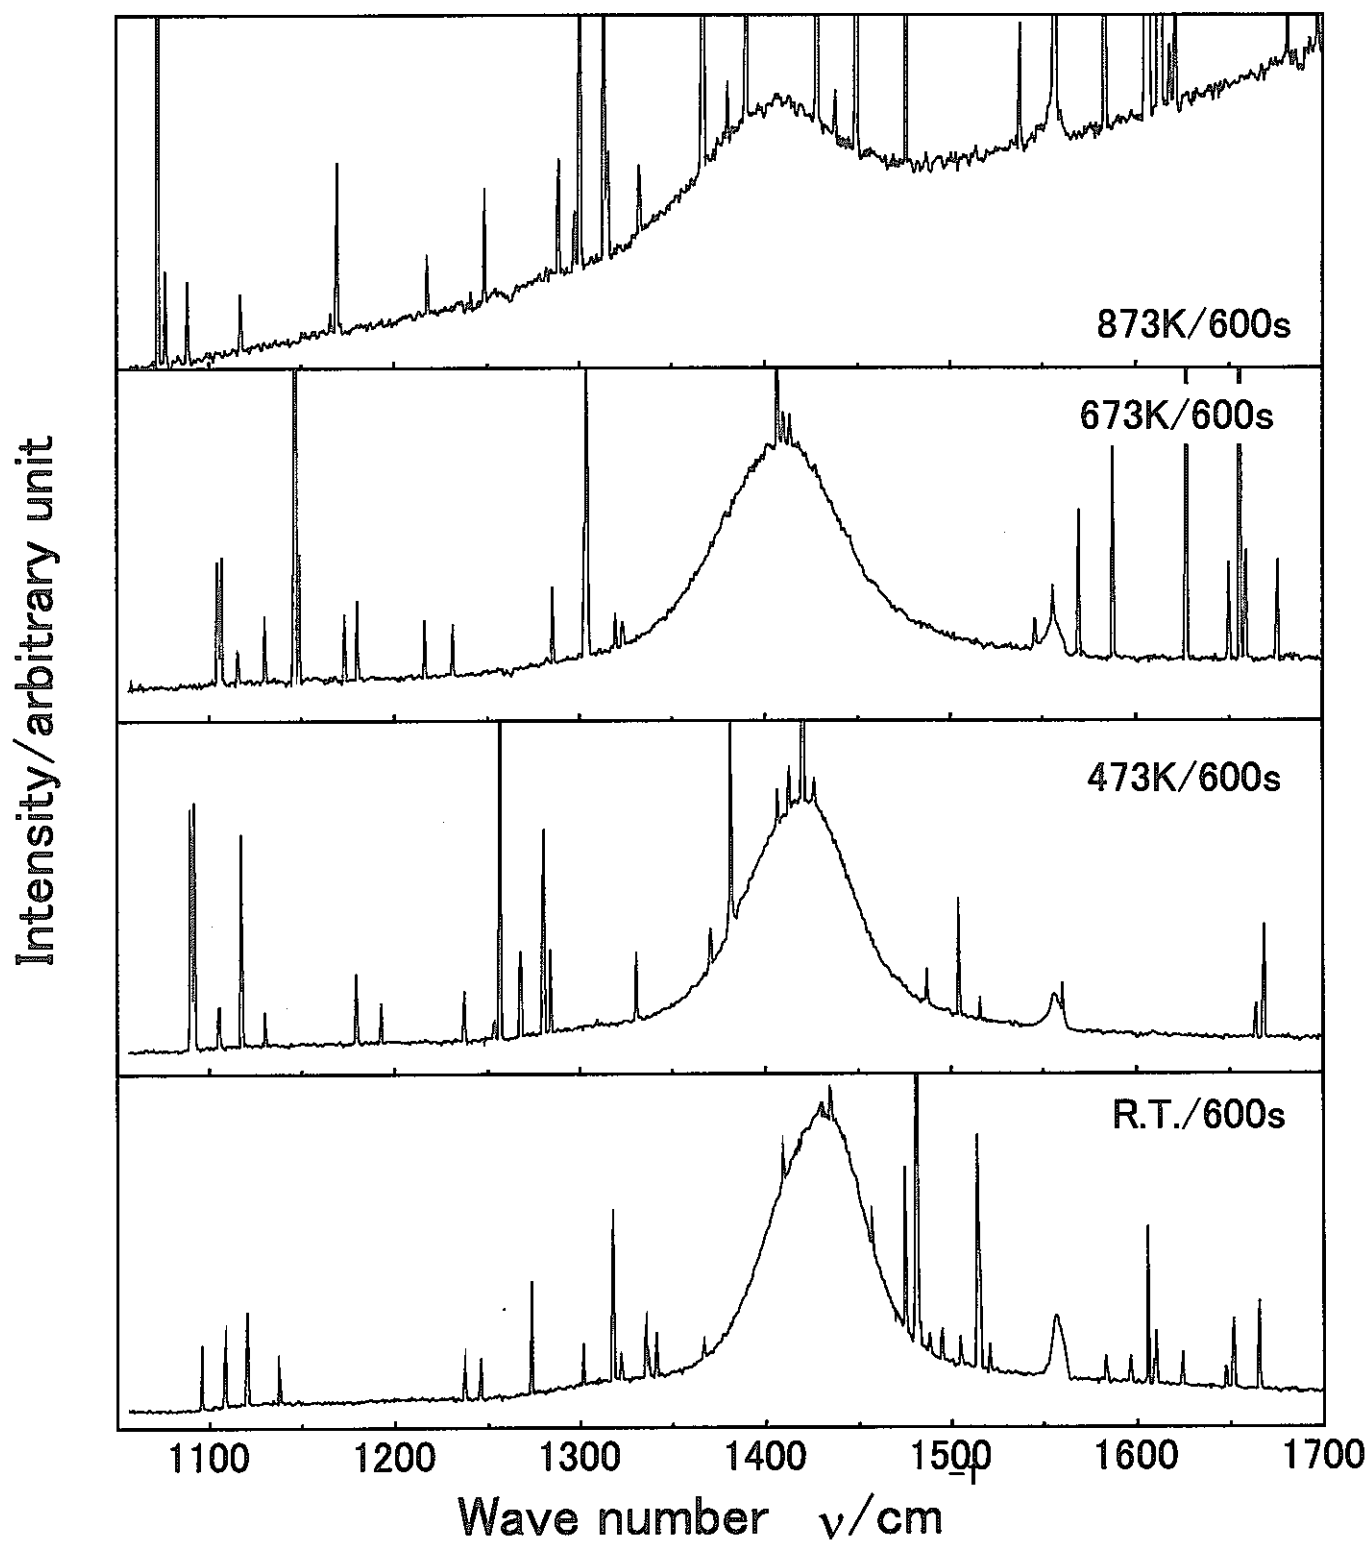 873K/600s
673K/600s
473K/600s
R.T./600s
Intensity/arbitrary unit
1100 1200 1300 1400 1500 1600 1700
Wave number ν/cm⁻¹